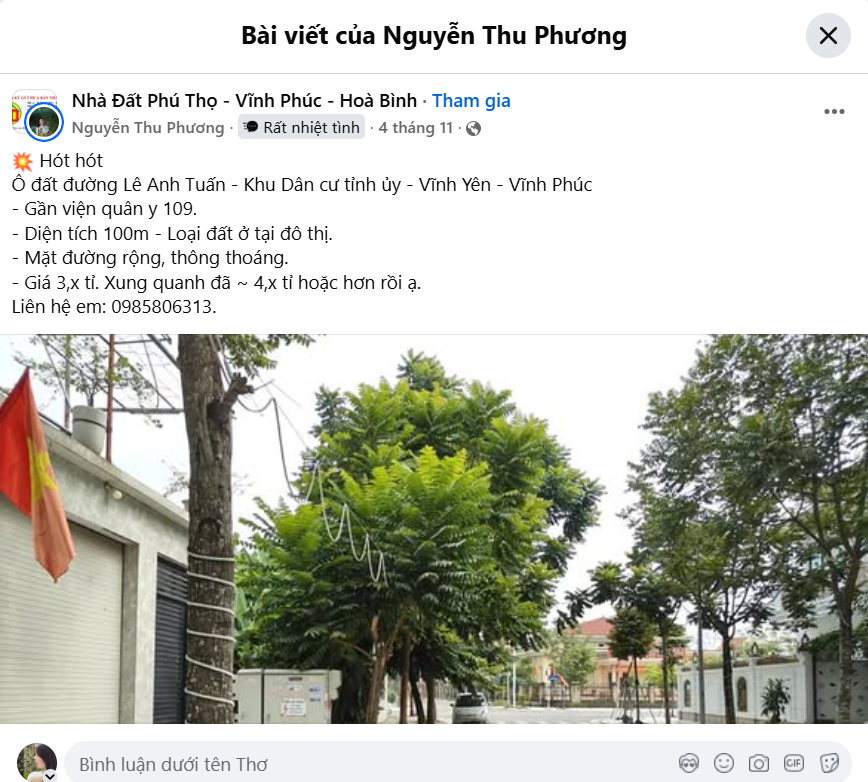 Bài viết của Nguyễn Thu Phương
Nhà Đất Phú Thọ - Vĩnh Phúc - Hoà Bình · Tham gia
Nguyễn Thu Phương · Rất nhiệt tình · 4 tháng 11 ·
💥 Hót hót
Ô đất đường Lê Anh Tuấn - Khu Dân cư tỉnh ủy - Vĩnh Yên - Vĩnh Phúc
- Gần viện quân y 109.
- Diện tích 100m - Loại đất ở tại đô thị.
- Mặt đường rộng, thông thoáng.
- Giá 3,x tỉ. Xung quanh đã ~ 4,x tỉ hoặc hơn rồi ạ.
Liên hệ em: 0985806313.
Bình luận dưới tên Thơ
GIF